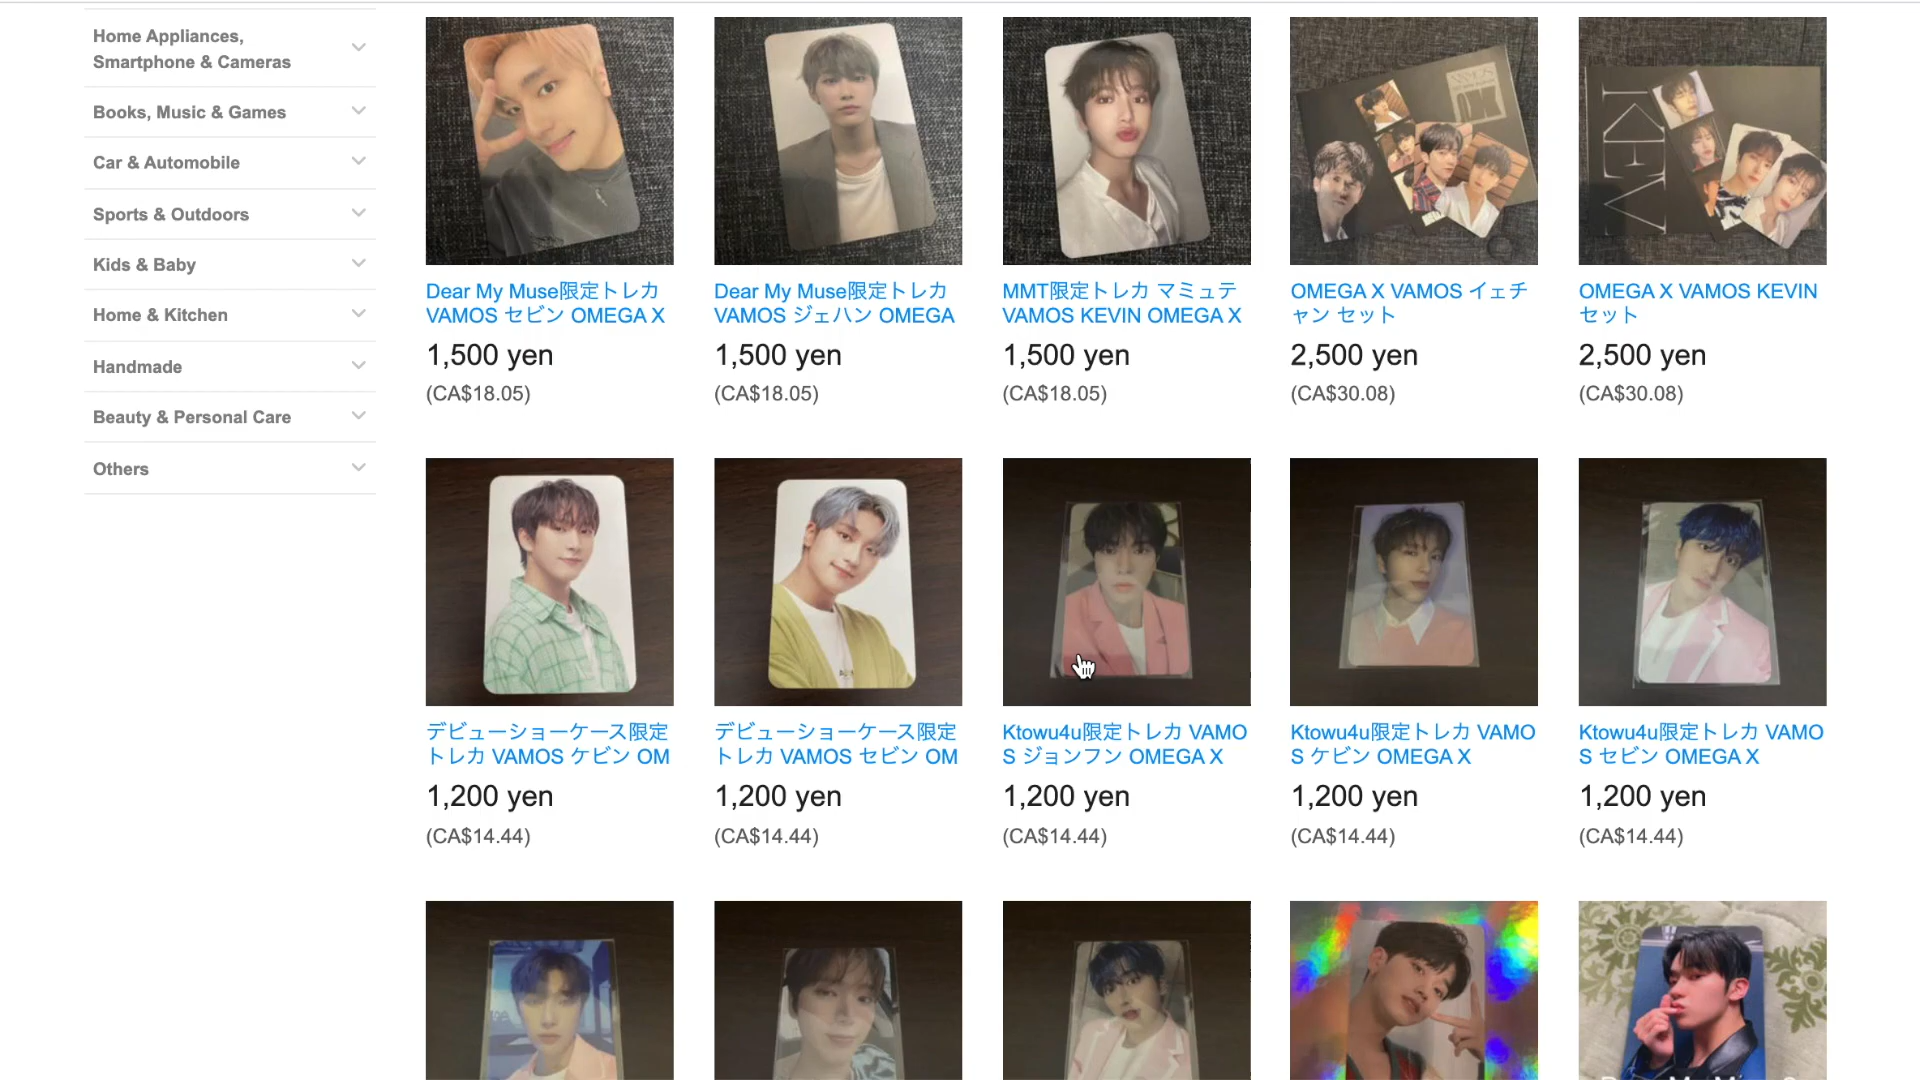 Home Appliances,
Smartphone & Cameras
Books, Music & Games
Car & Automobile
Sports & Outdoors
Kids & Baby
Home & Kitchen
Handmade
Beauty & Personal Care
Others
Dear My Muse限定トレカ
VAMOS セビン OMEGA X
1,500 yen
(CA$18.05)
Dear My Muse限定トレカ
VAMOS ジェハン OMEGA
1,500 yen
(CA$18.05)
MMT限定トレカ マミュテ
VAMOS KEVIN OMEGA X
1,500 yen
(CA$18.05)
OMEGA X VAMOS イェチ
ャン セット
2,500 yen
(CA$30.08)
KEV
OMEGA X VAMOS KEVIN
セット
2,500 yen
(CA$30.08)
デビューショーケース限定
トレカ VAMOS ケビン OM
1,200 yen
(CA$14.44)
デビューショーケース限定
トレカ VAMOS セビン OM
1,200 yen
(CA$14.44)
Ktowu4u限定トレカ VAMO
S ジョンフン OMEGA X
1,200 yen
(CA$14.44)
Ktowu4u限定トレカ VAMO
S ケビン OMEGA X
1,200 yen
(CA$14.44)
Ktowu4u限定トレカ VAMO
S セビン OMEGA X
1,200 yen
(CA$14.44)